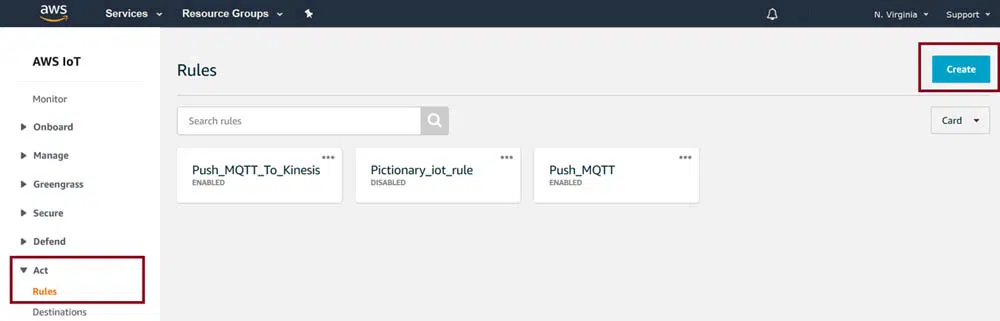 aws Services Resource Groups N. Virginia Support
AWS IoT
Monitor
Onboard
Manage
Greengrass
Secure
Defend
Act
Rules
Destinations
Rules
Create
Search rules
Card
Push_MQTT_To_Kinesis
ENABLED
Pictionary_iot_rule
DISABLED
Push_MQTT
ENABLED